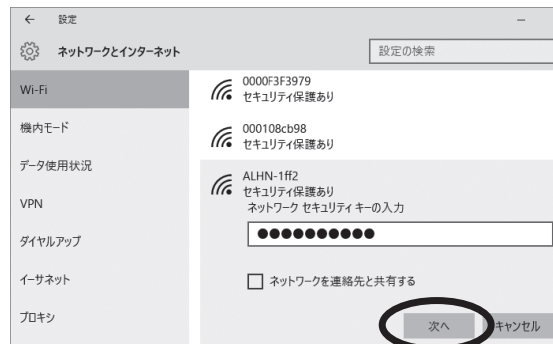 ← 設定 −
ネットワークとインターネット 設定の検索
Wi-Fi
機内モード
データ使用状況
VPN
ダイヤルアップ
イーサネット
プロキシ
0000F3F3979
セキュリティ保護あり
000108cb98
セキュリティ保護あり
ALHN-1ff2
セキュリティ保護あり
ネットワーク セキュリティ キーの入力
●●●●●●●●●●
ネットワークを連絡先と共有する
次へ キャンセル